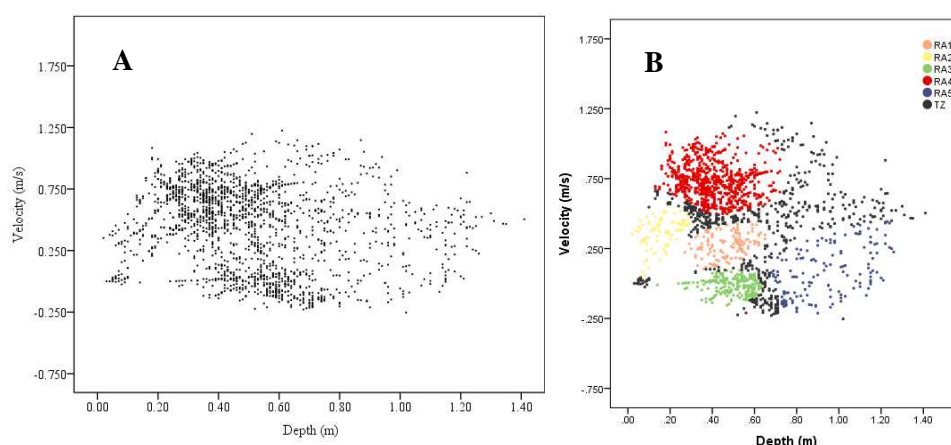 A
Velocity (m/s)
1.750
1.250
0.750
0.250
-0.250
-0.750
0.00 0.20 0.40 0.60 0.80 1.00 1.20 1.40
Depth (m)
B
RA1
RA2
RA3
RA4
RA5
TZ
Velocity (m/s)
1.750
1.250
.750
.250
-.250
-.750
.00 .20 .40 .60 .80 1.00 1.20 1.40
Depth (m)